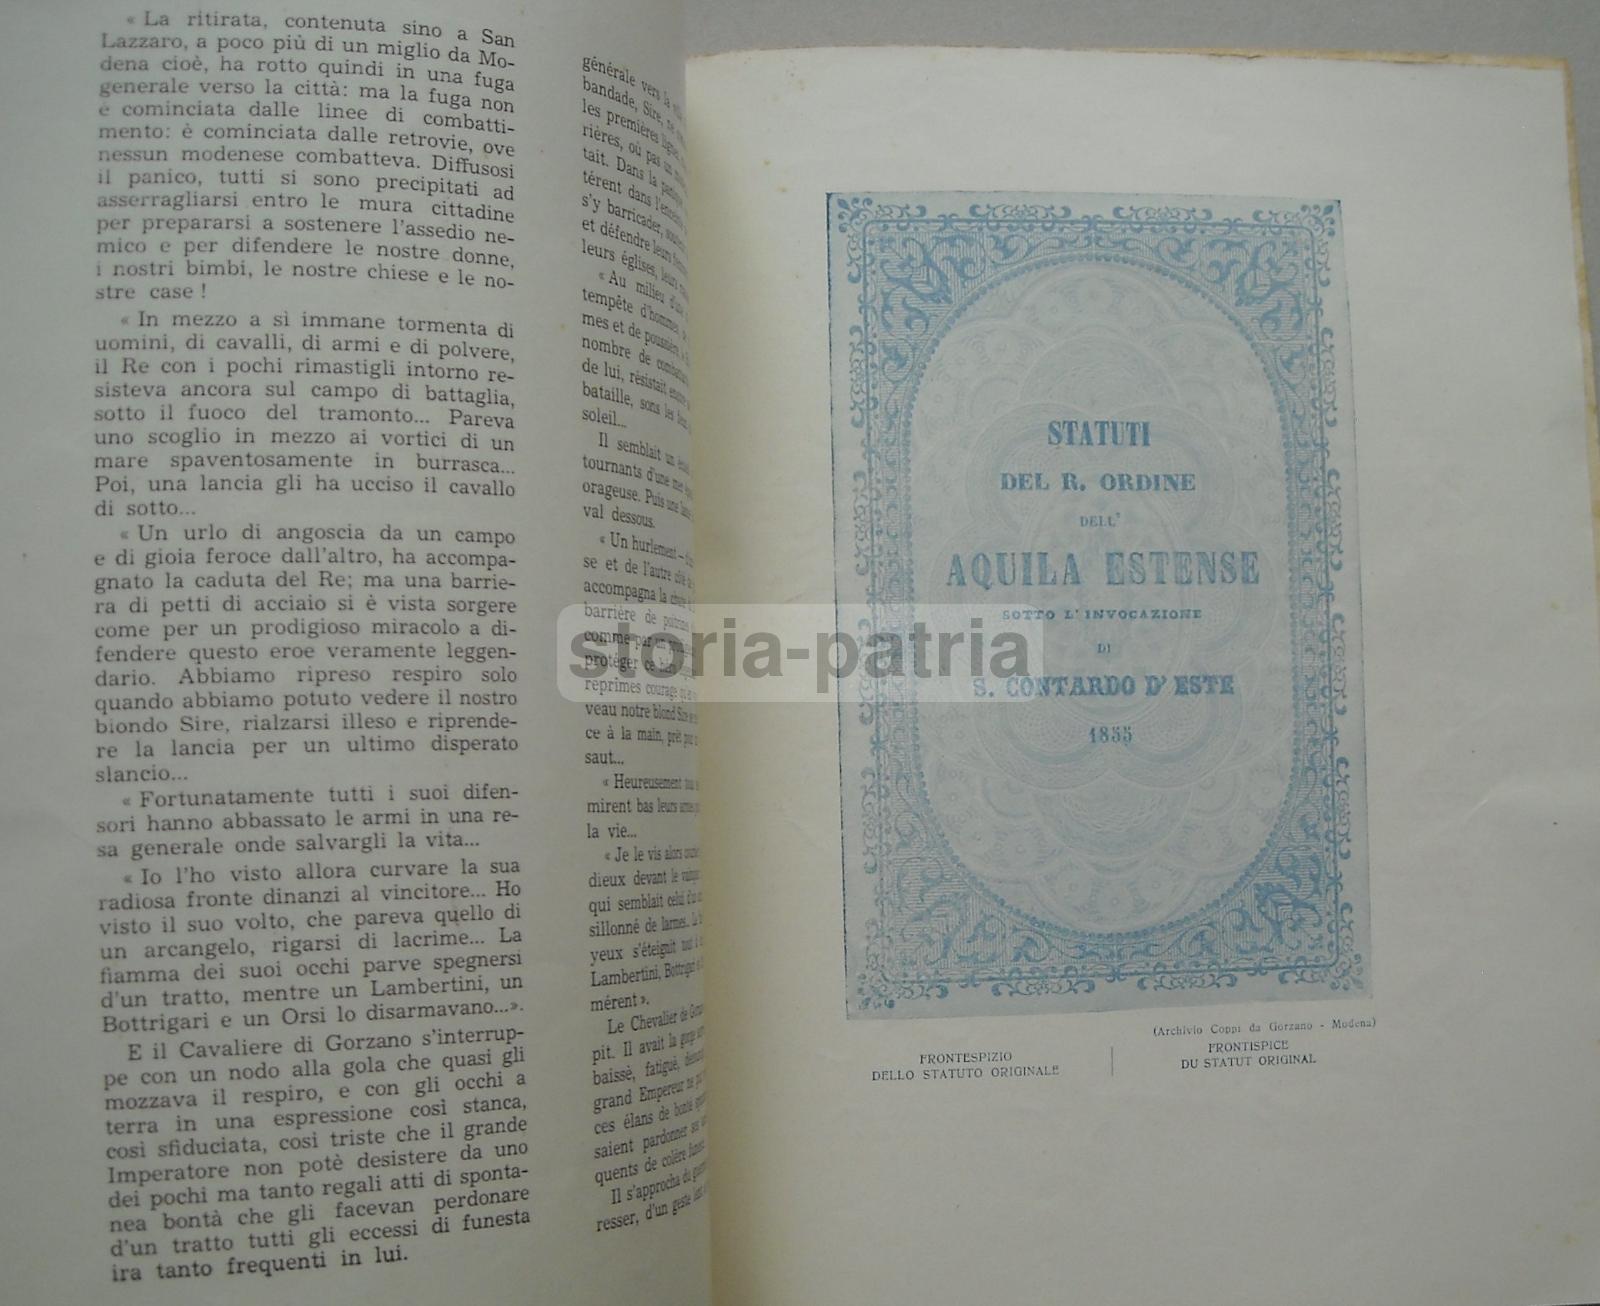 « La ritirata, contenuta sino a San
Lazzaro, a poco più di un miglio da Mo-
dena cioè, ha rotto quindi in una fuga
generale verso la città: ma la fuga non
è cominciata dalle linee di combatti-
mento: è cominciata dalle retrovie, ove
nessun modenese combatteva. Diffusosi
il panico, tutti si sono precipitati ad
asserragliarsi entro le mura cittadine
per prepararsi a sostenere l'assedio ne-
mico e per difendere le nostre donne,
i nostri bimbi, le nostre chiese e le no-
stre case !
« In mezzo a sì immane tormenta di
uomini, di cavalli, di armi e di polvere,
il Re con i pochi rimastigli intorno re-
sisteva ancora sul campo di battaglia,
sotto il fuoco del tramonto... Pareva
uno scoglio in mezzo ai vortici di un
mare spaventosamente in burrasca...
Poi, una lancia gli ha ucciso il cavallo
di sotto...
« Un urlo di angoscia da un campo
e di gioia feroce dall'altro, ha accompa-
gnato la caduta del Re; ma una barrie-
ra di petti di acciaio si è vista sorgere
come per un prodigioso miracolo a di-
fendere questo eroe veramente leggen-
dario. Abbiamo ripreso respiro solo
quando abbiamo potuto vedere il nostro
biondo Sire, rialzarsi illeso e riprende-
re la lancia per un ultimo disperato
slancio...
« Fortunatamente tutti i suoi difen-
sori hanno abbassato le armi in una re-
sa generale onde salvargli la vita...
« Io l'ho visto allora curvare la sua
radiosa fronte dinanzi al vincitore... Ho
visto il suo volto, che pareva quello di
un arcangelo, rigarsi di lacrime... La
fiamma dei suoi occhi parve spegnersi
d'un tratto, mentre un Lambertini, un
Bottrigari e un Orsi lo disarmavano...».
E il Cavaliere di Gorzano s'interrup-
pe con un nodo alla gola che quasi gli
mozzava il respiro, e con gli occhi a
terra in una espressione così stanca,
così sfiduciata, così triste che il grande
Imperatore non potè desistere da uno
dei pochi ma tanto regali atti di sponta-
nea bontà che gli facevan perdonare
d'un tratto tutti gli eccessi di funesta
ira tanto frequenti in lui.
générale vers la
bandade, Sire, ne
les premières lignes
rières, où pas un
tait. Dans la
térent dans
s'y barricader,
et défendre leurs
leurs églises, leurs
« Au milieu d'une
tempête d'hommes, de
mes et de poussière,
nombre de
de lui, résistait
bataille, sous les
soleil...
Il semblait un
tournants d'une mer
orageuse. Puis une
val dessous.
« Un hurlement –
se et de l'autre côté de
accompagna la chute
barrière de
comme par un
protéger ce
reprimes courage
veau notre blond Sire
ce à la main, prêt
saut...
« Heureusement
mirent bas leurs armes
la vie...
« Je le vis alors
dieux devant le
qui semblait celui d'un
sillonné de larmes...
yeux s'éteignit
Lambertini, Bottrigari
mérent ».
Le Chevalier de
pit. Il avait la gorge
baissè, fatiguè,
grand Empereur ne
ces élans de bonté
saient pardonner
quents de colère
Il s'approcha du
resser, d'un geste
STATUTI
DEL R. ORDINE
DELL'
AQUILA ESTENSE
SOTTO L'INVOCAZIONE
DI
S. CONTARDO D'ESTE
1855
(Archivio Coppi da Gorzano - Modena)
FRONTESPIZIO
DELLO STATUTO ORIGINALE
FRONTISPICE
DU STATUT ORIGINAL
storia-patria